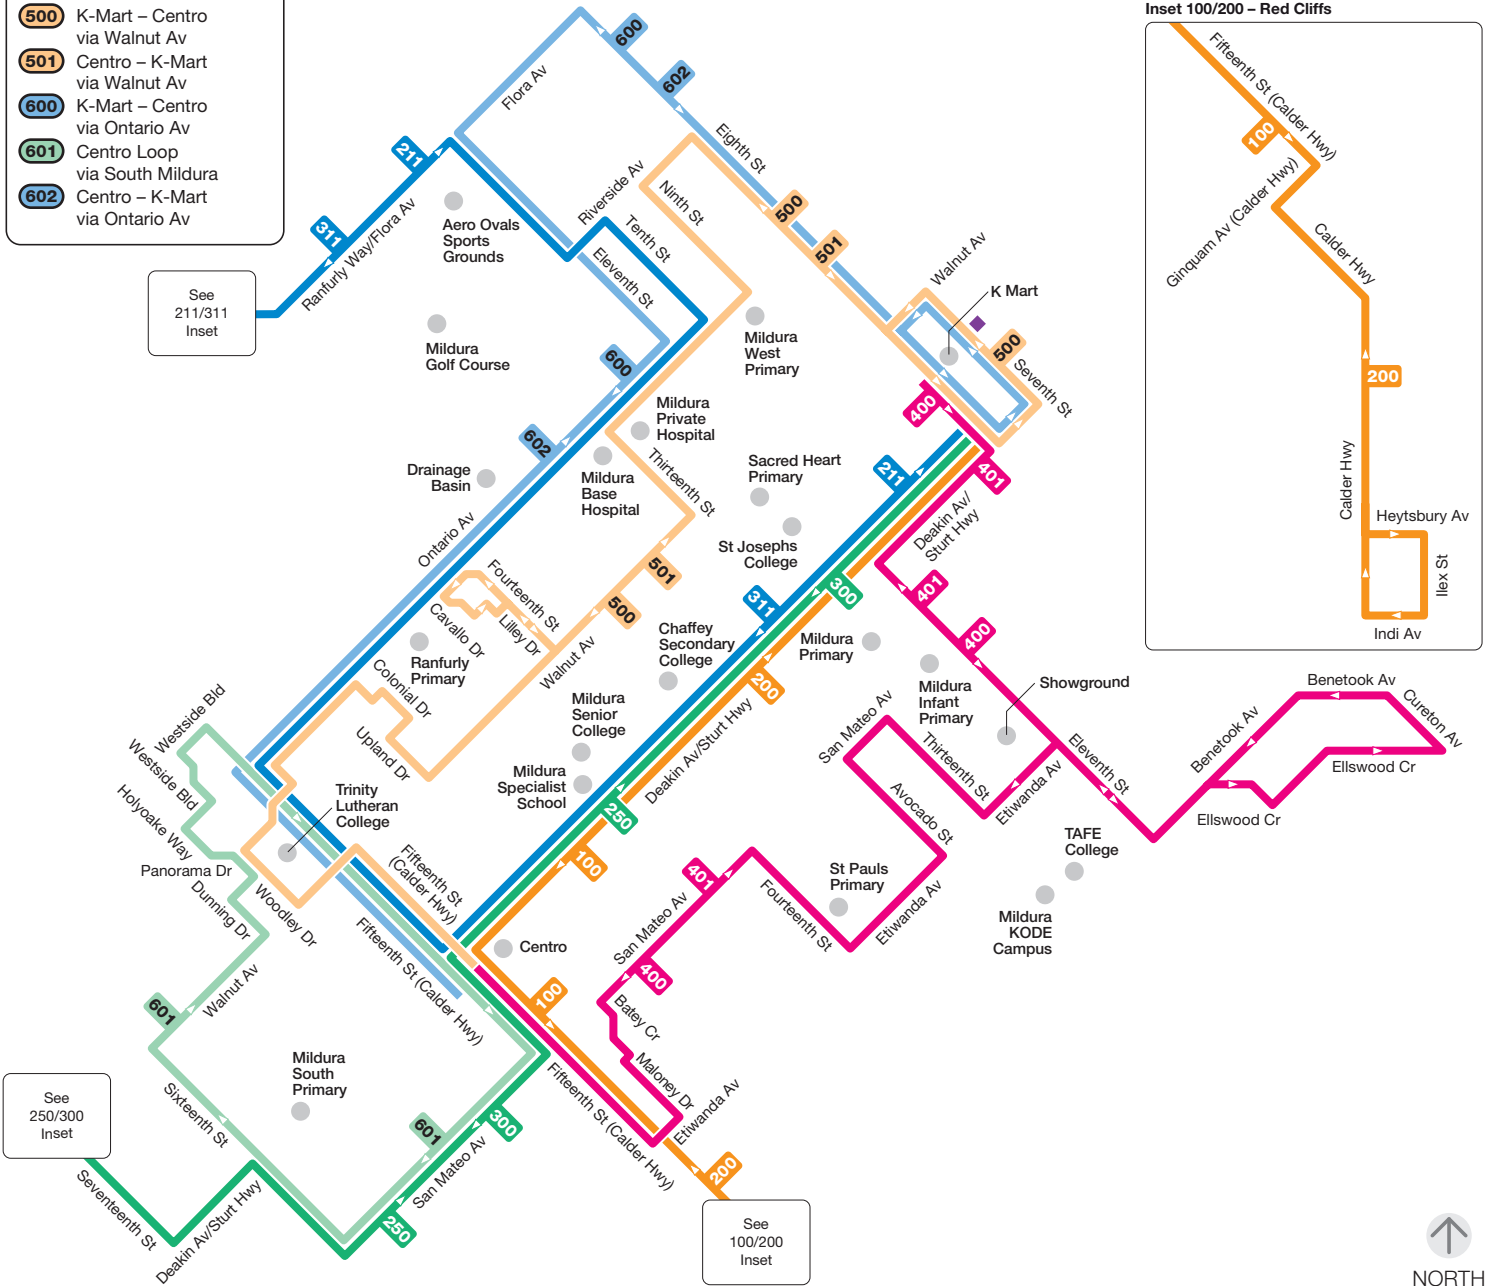 500 K-Mart – Centro
via Walnut Av
501 Centro – K-Mart
via Walnut Av
600 K-Mart – Centro
via Ontario Av
601 Centro Loop
via South Mildura
602 Centro – K-Mart
via Ontario Av
Inset 100/200 – Red Cliffs
Fifteenth St (Calder Hwy)
100
Ginquam Av (Calder Hwy)
Calder Hwy
200
Calder Hwy
Heytsbury Av
Ilex St
Indi Av
600
602
Flora Av
Eighth St
211
311
Ranfurly Way/Flora Av
See
211/311
Inset
Aero Ovals
Sports
Grounds
Riverside Av
Ninth St
Tenth St
Eleventh St
500
501
Walnut Av
K Mart
500
Seventh St
Mildura
Golf Course
Mildura
West
Primary
600
400
Mildura
Private
Hospital
602
Drainage
Basin
Mildura
Base
Hospital
Thirteenth St
Sacred Heart
Primary
211
401
Deakin Av/
Sturt Hwy
St Josephs
College
Ontario Av
501
Fourteenth St
500
Cavallo Dr
Lilley Dr
300
311
401
400
Ranfurly
Primary
Walnut Av
Chaffey
Secondary
College
Mildura
Primary
Mildura
Infant
Primary
Showground
200
Colonial Dr
Upland Dr
Mildura
Senior
College
Deakin Av/Sturt Hwy
San Mateo Av
Thirteenth St
Etiwanda Av
Eleventh St
Benetook Av
Benetook Av
Cureton Av
Ellswood Cr
Ellswood Cr
Westside Bld
Westside Bld
Holyoake Way
Panorama Dr
Dunning Dr
Trinity
Lutheran
College
Mildura
Specialist
School
250
100
Avocado St
TAFE
College
Woodley Dr
Fifteenth St
(Calder Hwy)
St Pauls
Primary
401
San Mateo Av
Fourteenth St
Etiwanda Av
Mildura
KODE
Campus
Centro
Fifteenth St (Calder Hwy)
400
100
Walnut Av
601
Batey Cr
Maloney Dr
Etiwanda Av
Mildura
South
Primary
Fifteenth St (Calder Hwy)
See
250/300
Inset
Sixteenth St
601
300
San Mateo Av
250
200
Seventeenth St
Deakin Av/Sturt Hwy
See
100/200
Inset
NORTH